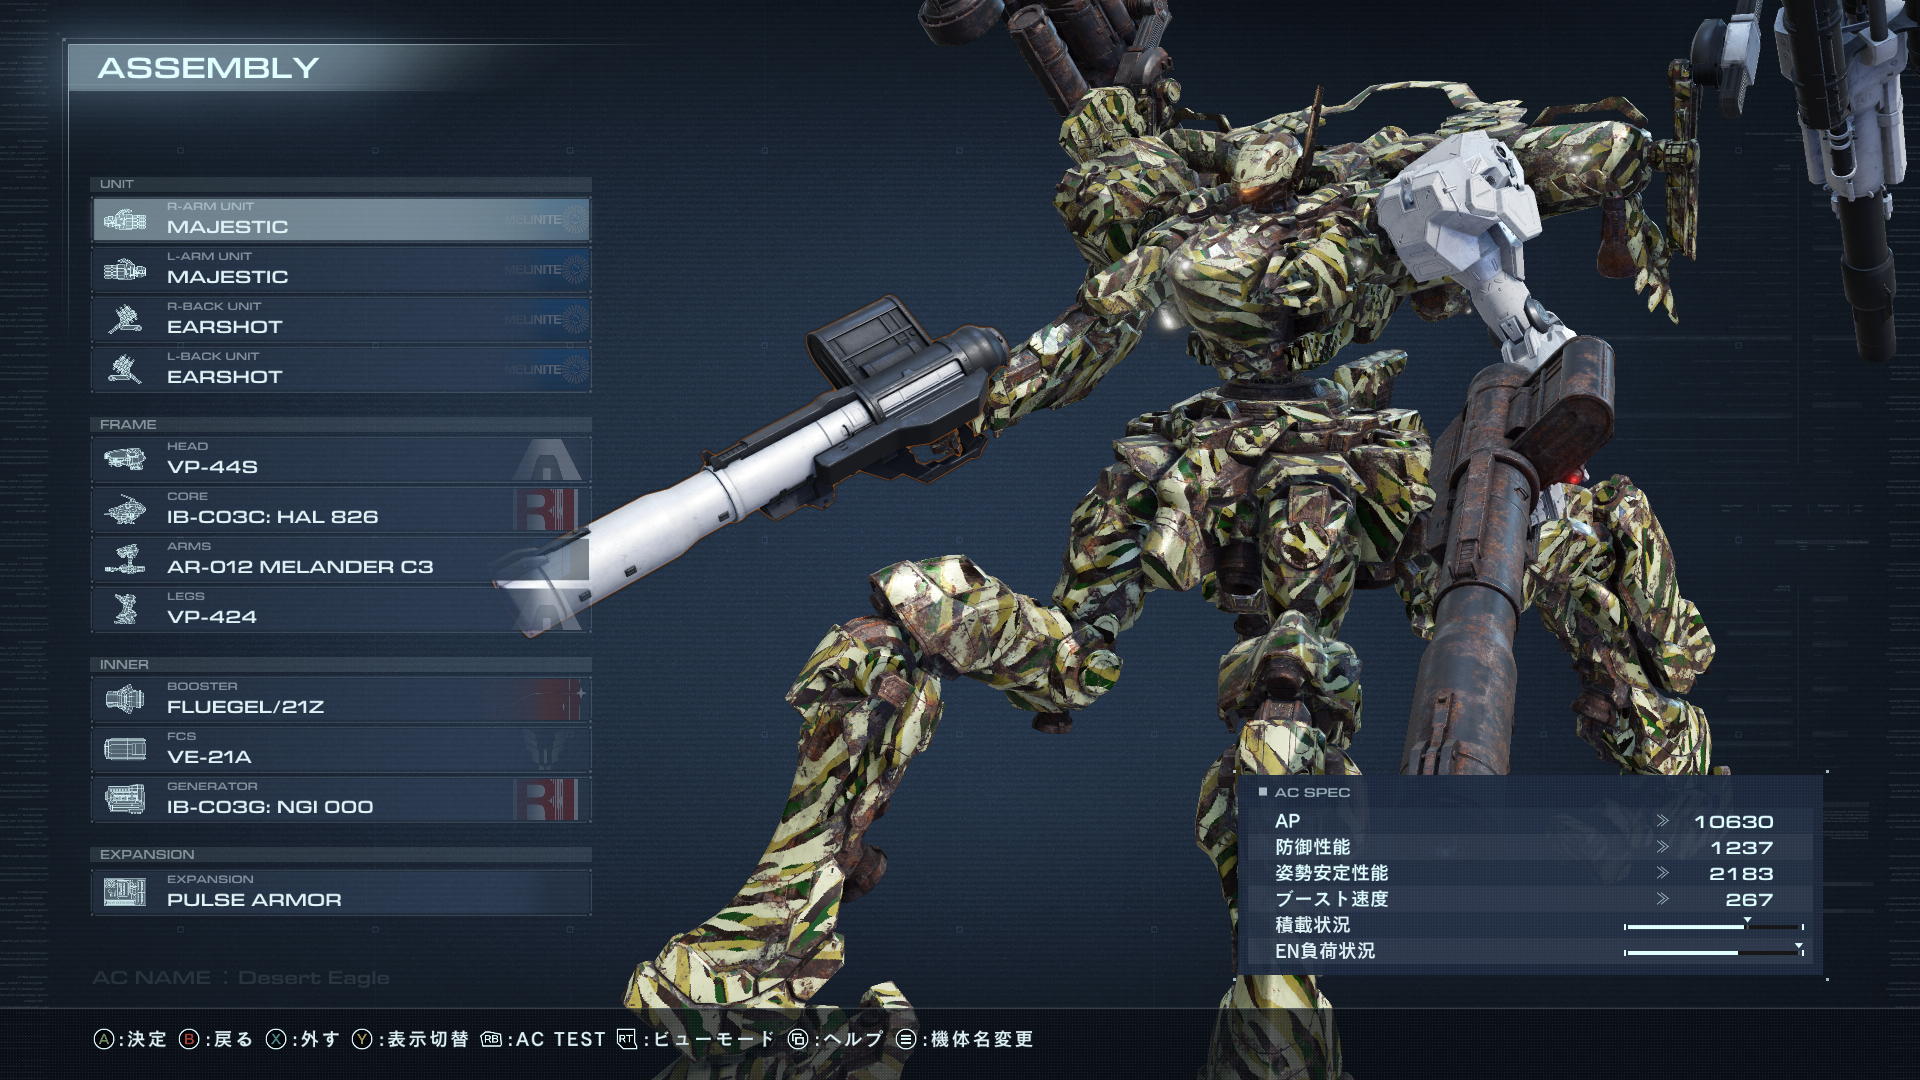 ASSEMBLY
UNIT
R-ARM UNIT
MAJESTIC
MELINITE
L-ARM UNIT
MAJESTIC
MELINITE
R-BACK UNIT
EARSHOT
MELINITE
L-BACK UNIT
EARSHOT
MELINITE
FRAME
HEAD
VP-44S
CORE
IB-C03C: HAL 826
ARMS
AR-012 MELANDER C3
LEGS
VP-424
INNER
BOOSTER
FLUEGEL/21Z
FCS
VE-21A
GENERATOR
IB-C03G: NGI 000
EXPANSION
EXPANSION
PULSE ARMOR
AC NAME : Desert Eagle
AC SPEC
AP 10630
防御性能 1237
姿勢安定性能 2183
ブースト速度 267
積載状況
EN負荷状況
A:決定 B:戻る X:外す Y:表示切替 RB:AC TEST RT:ビューモード :ヘルプ :機体名変更